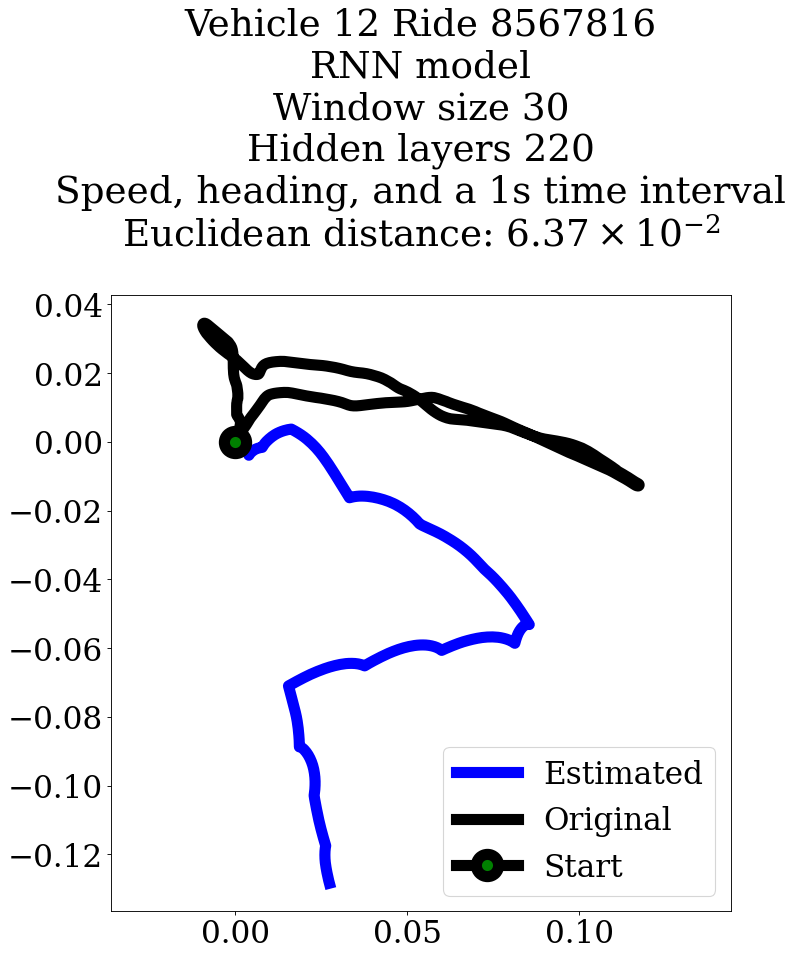 Vehicle 12 Ride 8567816
RNN model
Window size 30
Hidden layers 220
Speed, heading, and a 1s time interval
Euclidean distance: 6.37 × 10⁻²
0.04
0.02
0.00
−0.02
−0.04
−0.06
−0.08
−0.10
−0.12
Estimated
Original
Start
0.00 0.05 0.10